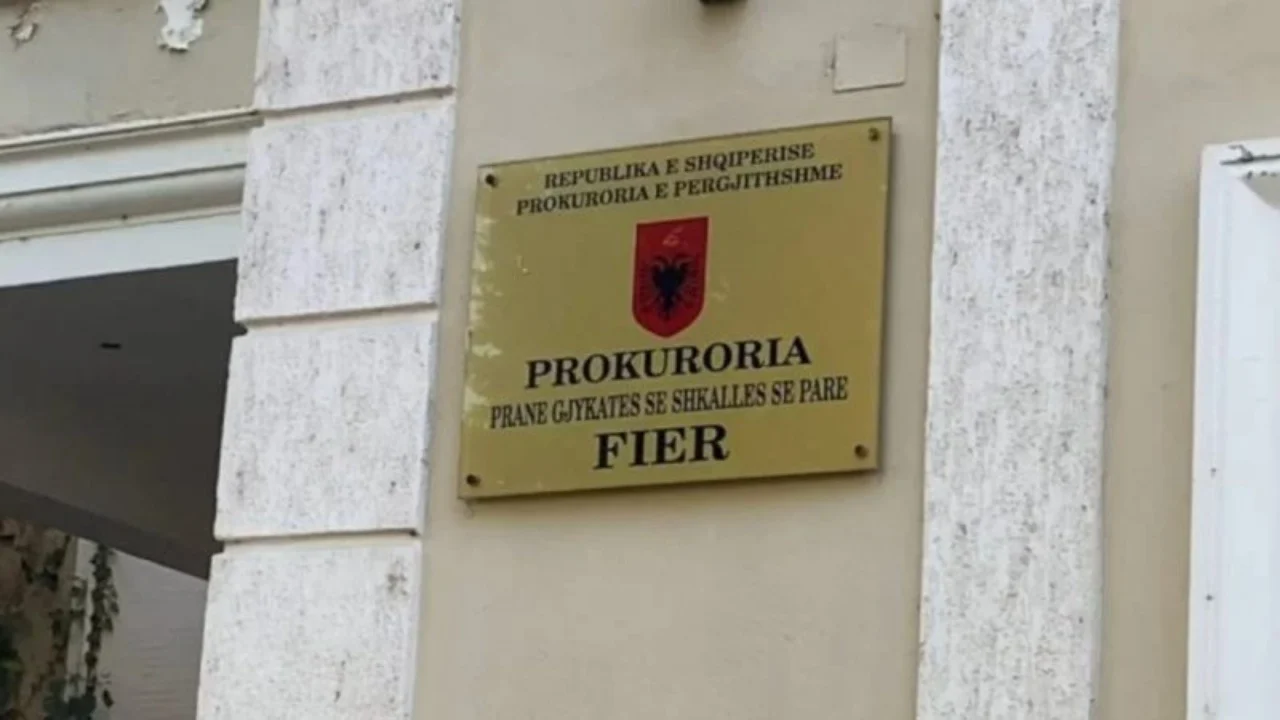 REPUBLIKA E SHQIPERISE
PROKURORIA E PERGJITHSHME
PROKURORIA
PRANE GJYKATES SE SHKALLES SE PARE
FIER